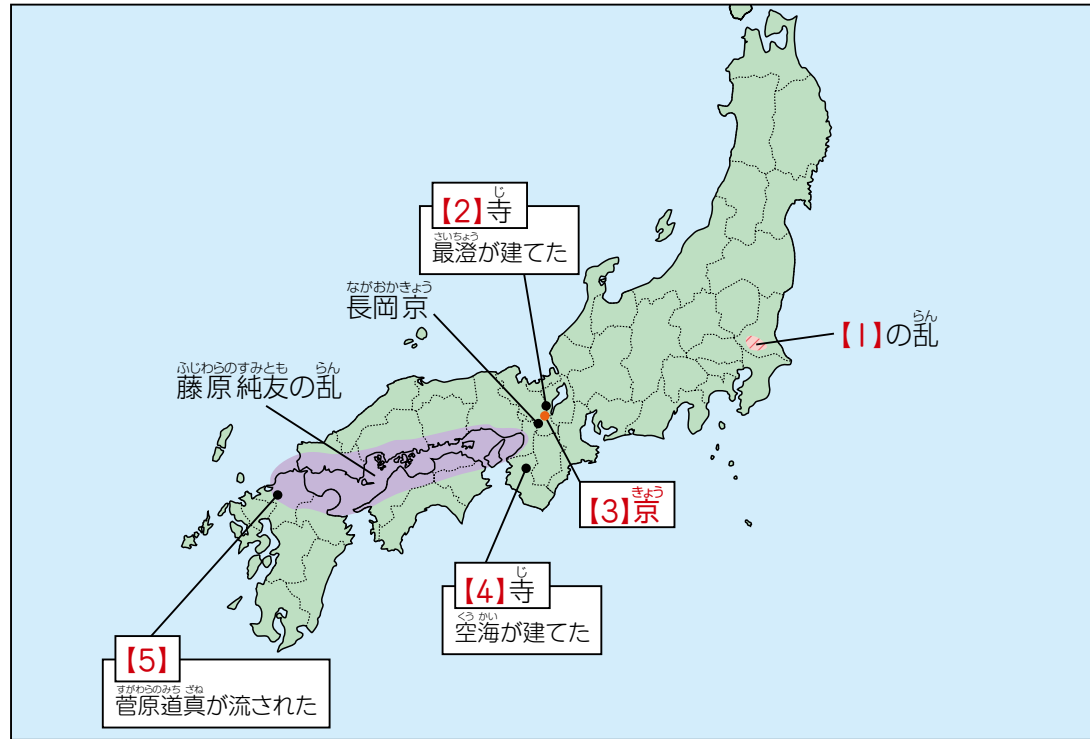 【2】寺
じ
最澄が建てた
さいちょう
長岡京
ながおかきょう
【1】の乱
らん
藤原純友の乱
ふじわらのすみとも らん
【3】京
きょう
【4】寺
じ
空海が建てた
くう かい
【5】
菅原道真が流された
すがわらのみち ざね